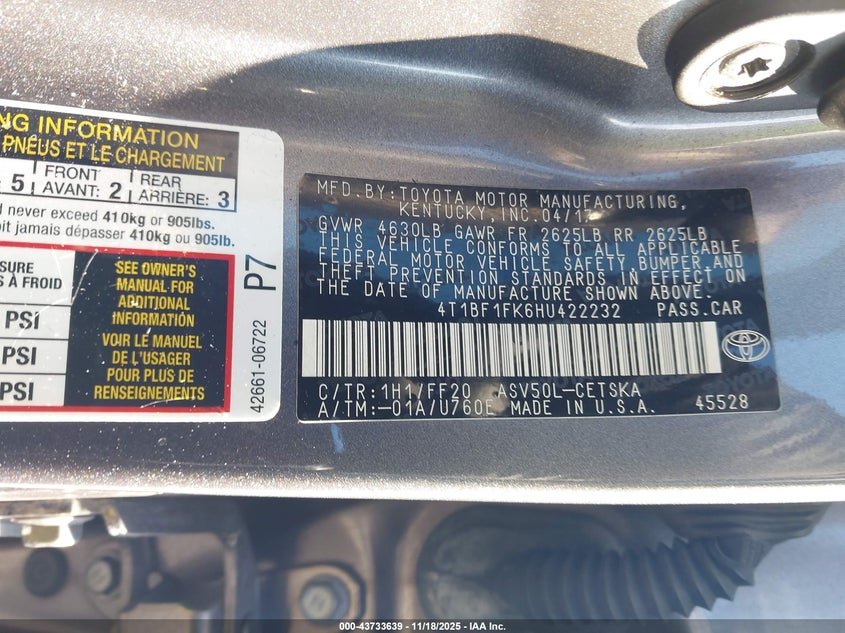 NG INFORMATION
PNEUS ET LE CHARGEMENT
5 FRONT AVANT: 2 REAR ARRIÈRE: 3
d never exceed 410kg or 905lbs.
oit jamais dépasser 410kg ou 905lb.
SURE
S À FROID
PSI
PSI
PSI
SEE OWNER'S
MANUAL FOR
ADDITIONAL
INFORMATION
VOIR LE MANUEL
DE L'USAGER
POUR PLUS DE
RENSEIGNEMENTS
P7
42661-06722
MFD.BY:TOYOTA MOTOR MANUFACTURING,
KENTUCKY, INC. 04/17
GVWR 4630LB GAWR FR 2625LB RR 2625LB
THIS VEHICLE CONFORMS TO ALL APPLICABLE
FEDERAL MOTOR VEHICLE SAFETY BUMPER AND
THEFT PREVENTION STANDARDS IN EFFECT ON
THE DATE OF MANUFACTURE SHOWN ABOVE.
4T1BF1FK6HU422232 PASS.CAR
C/TR:1H1/FF20 ASV50L-CETSKA
A/TM:-01A/U760E MADE IN U.S.A. 45528
TOYOTA
000-43733639 - 11/18/2025 - IAA Inc.